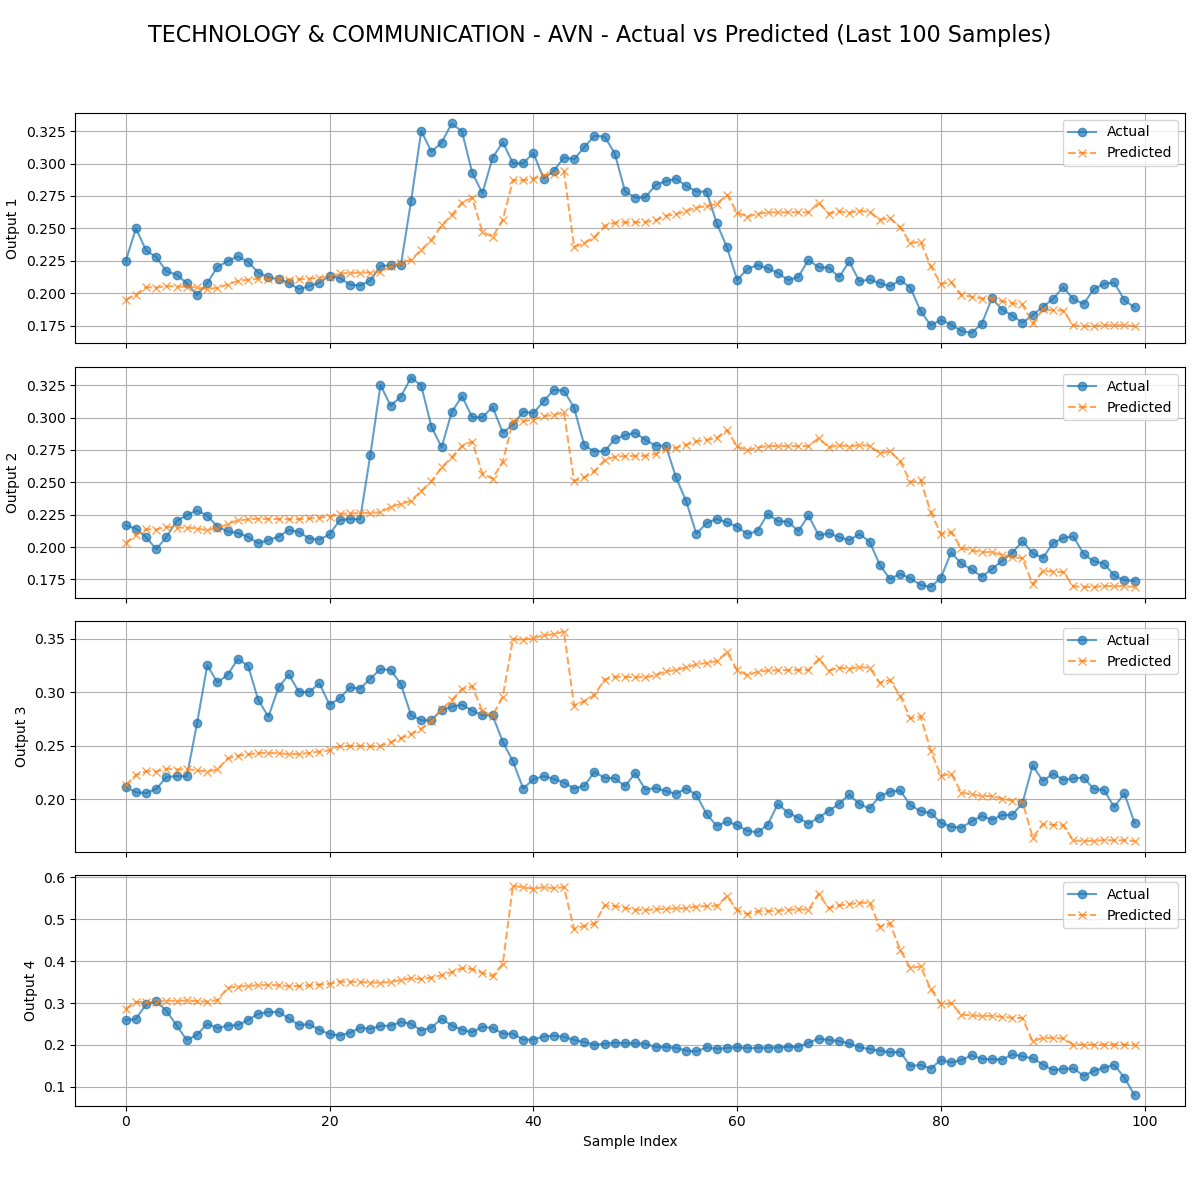 TECHNOLOGY & COMMUNICATION - AVN - Actual vs Predicted (Last 100 Samples)
Output 1
0.325
0.300
0.275
0.250
0.225
0.200
0.175
Actual
Predicted
Output 2
0.325
0.300
0.275
0.250
0.225
0.200
0.175
Actual
Predicted
Output 3
0.35
0.30
0.25
0.20
Actual
Predicted
Output 4
0.6
0.5
0.4
0.3
0.2
0.1
Actual
Predicted
0 20 40 60 80 100
Sample Index